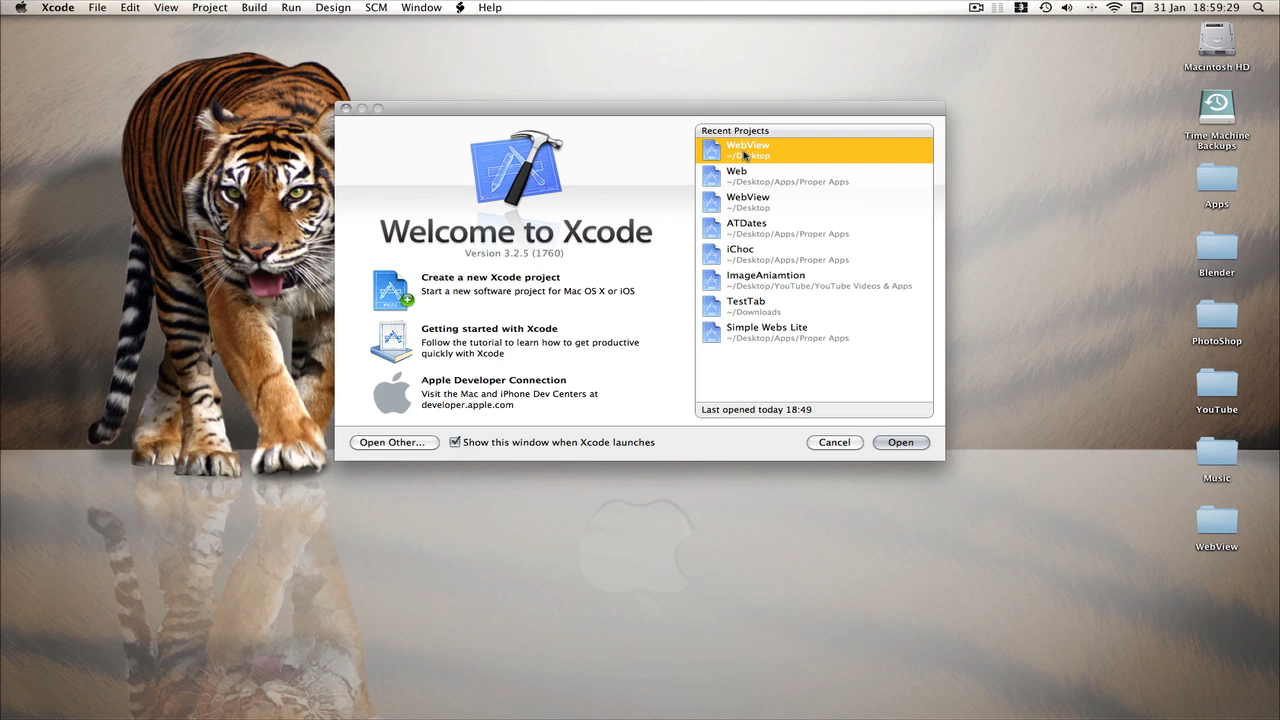 Xcode File Edit View Project Build Run Design SCM Window Help
3 31 Jan 18:59:29
Welcome to Xcode
Version 3.2.5 (1760)
Create a new Xcode project
Start a new software project for Mac OS X or iOS
Getting started with Xcode
Follow the tutorial to learn how to get productive
quickly with Xcode
Apple Developer Connection
Visit the Mac and iPhone Dev Centers at
developer.apple.com
Recent Projects
WebView
~/Desktop
Web
~/Desktop/Apps/Proper Apps
WebView
~/Desktop
ATDates
~/Desktop/Apps/Proper Apps
iChoc
~/Desktop/Apps/Proper Apps
ImageAniamtion
~/Desktop/YouTube/YouTube Videos & Apps
TestTab
~/Downloads
Simple Webs Lite
~/Desktop/Apps/Proper Apps
Last opened today 18:49
Open Other...
Show this window when Xcode launches
Cancel
Open
Macintosh HD
Time Machine
Backups
Apps
Blender
PhotoShop
YouTube
Music
WebView